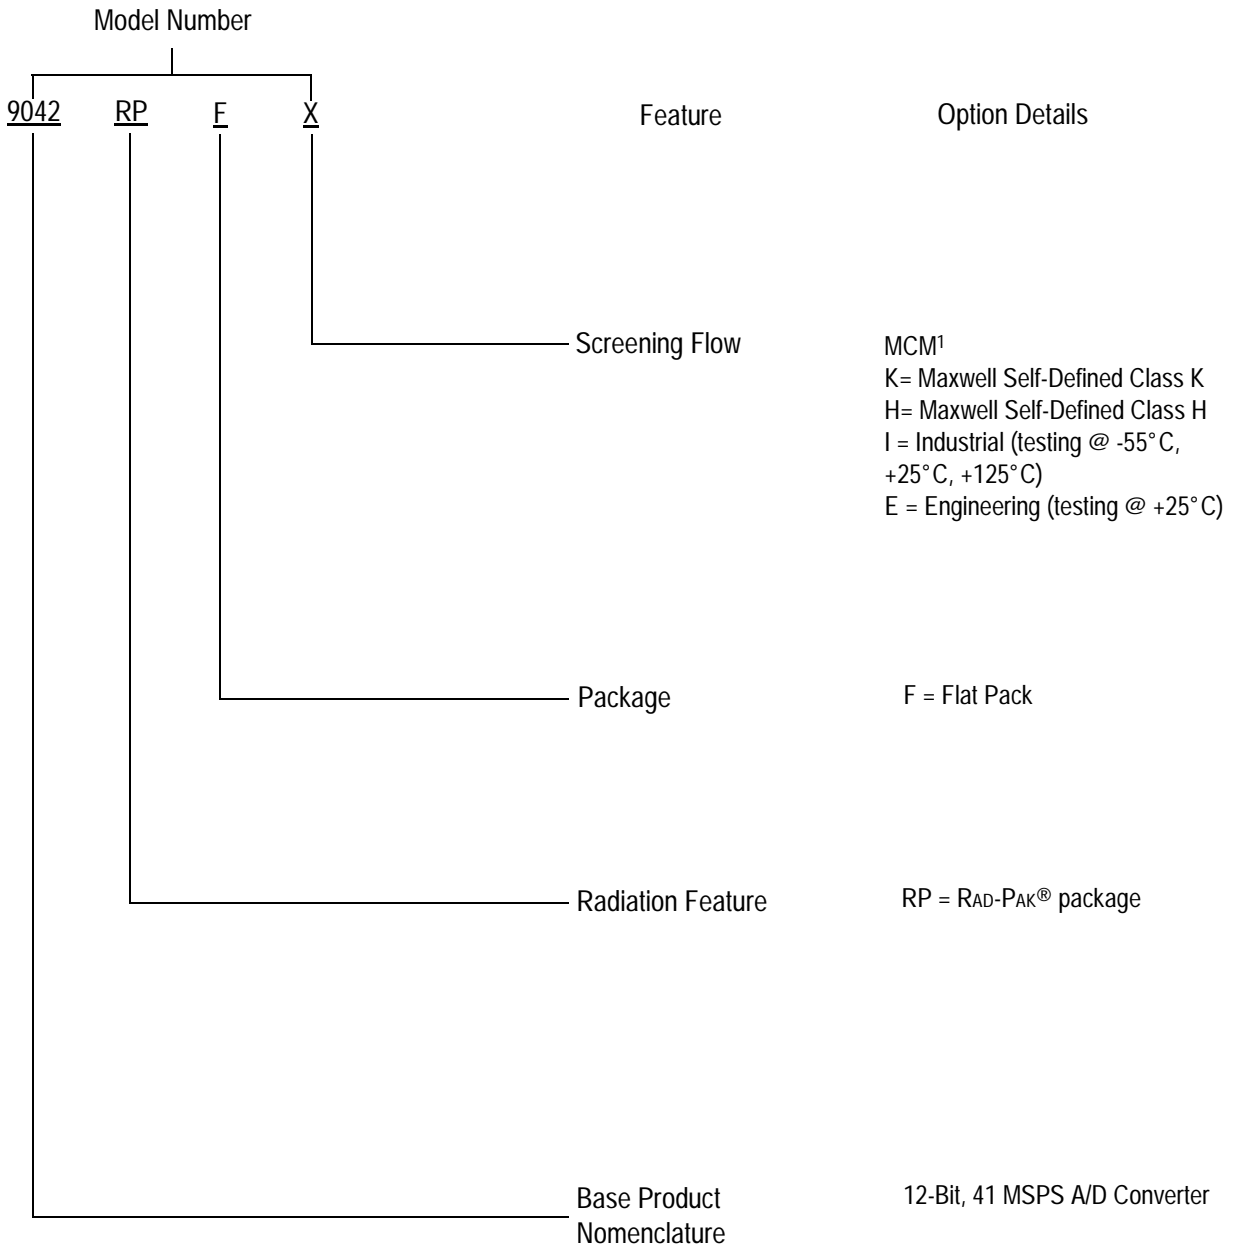 Model Number
9042 RP F X
Feature Option Details
Screening Flow
MCM1
K= Maxwell Self-Defined Class K
H= Maxwell Self-Defined Class H
I = Industrial (testing @ -55°C,
+25°C, +125°C)
E = Engineering (testing @ +25°C)
Package F = Flat Pack
Radiation Feature RP = RAD-PAK® package
Base Product 12-Bit, 41 MSPS A/D Converter
Nomenclature